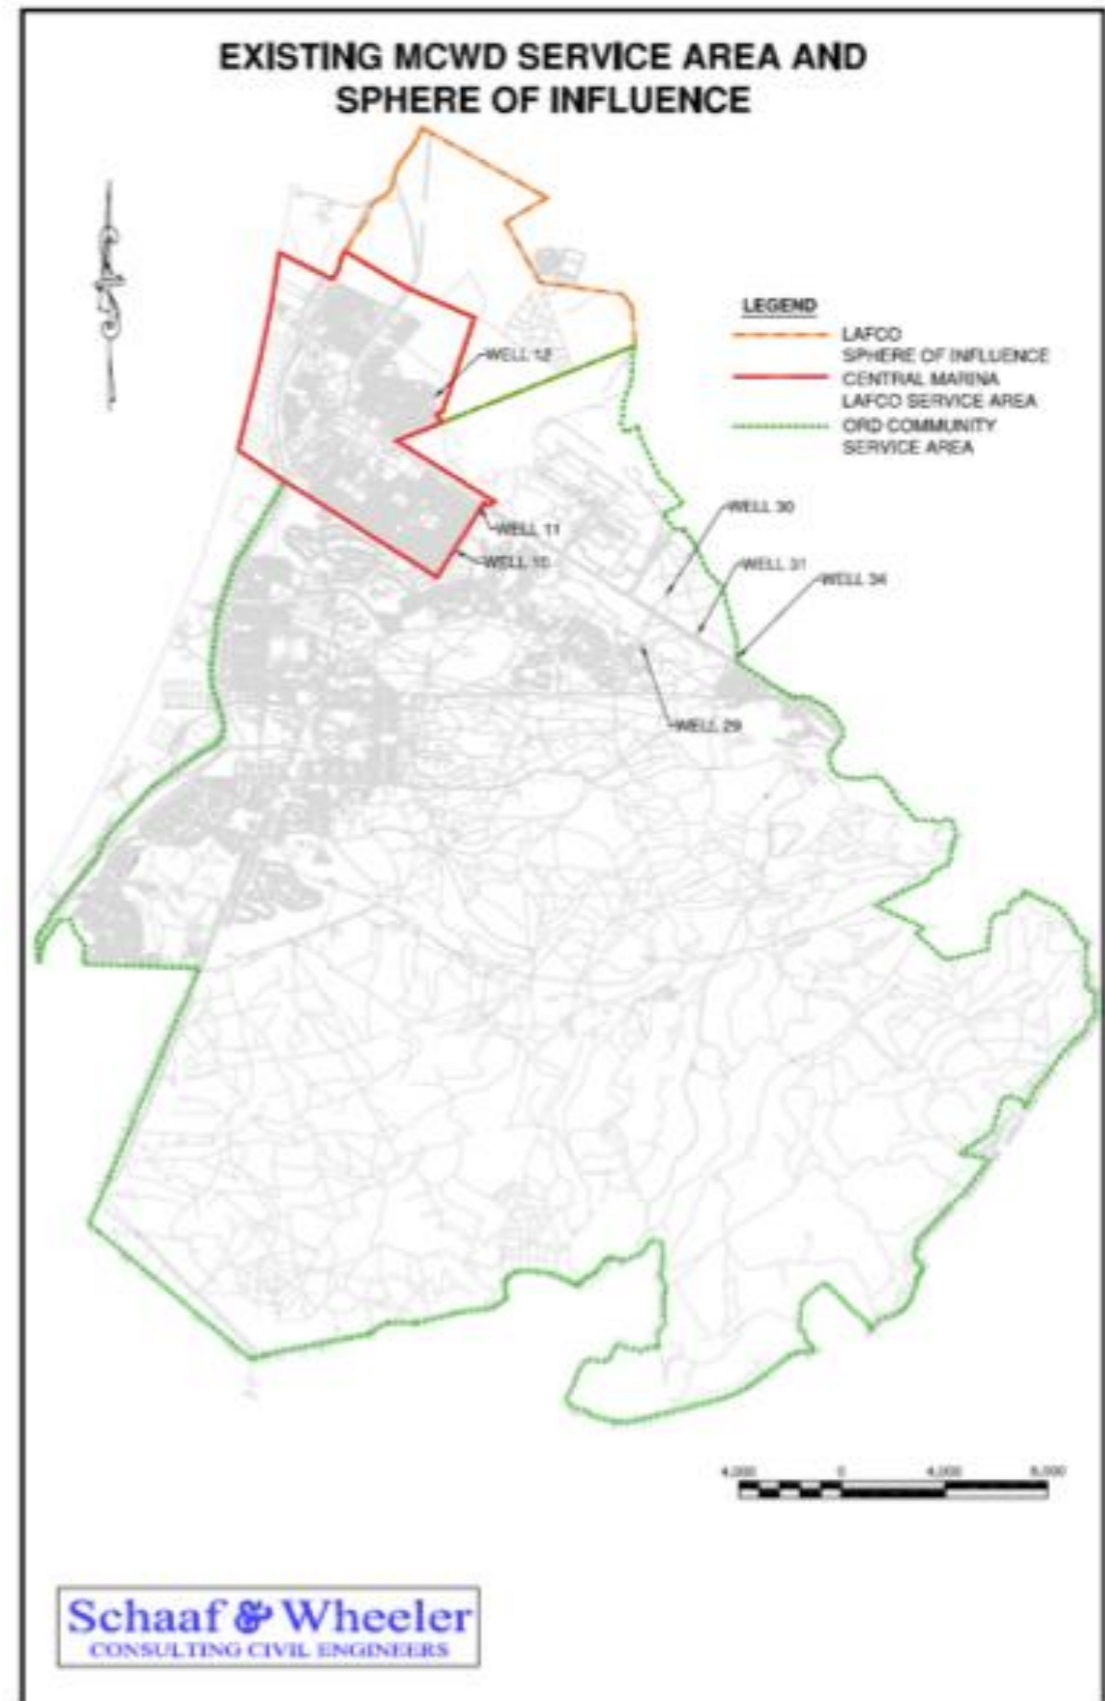 EXISTING MCWD SERVICE AREA AND
SPHERE OF INFLUENCE
LEGEND
LAFCO
SPHERE OF INFLUENCE
CENTRAL MARINA
LAFCO SERVICE AREA
ORD COMMUNITY
SERVICE AREA
WELL 12
WELL 11
WELL 10
WELL 30
WELL 31
WELL 34
WELL 29
4,000 0 4,000 8,000
Schaaf & Wheeler
CONSULTING CIVIL ENGINEERS